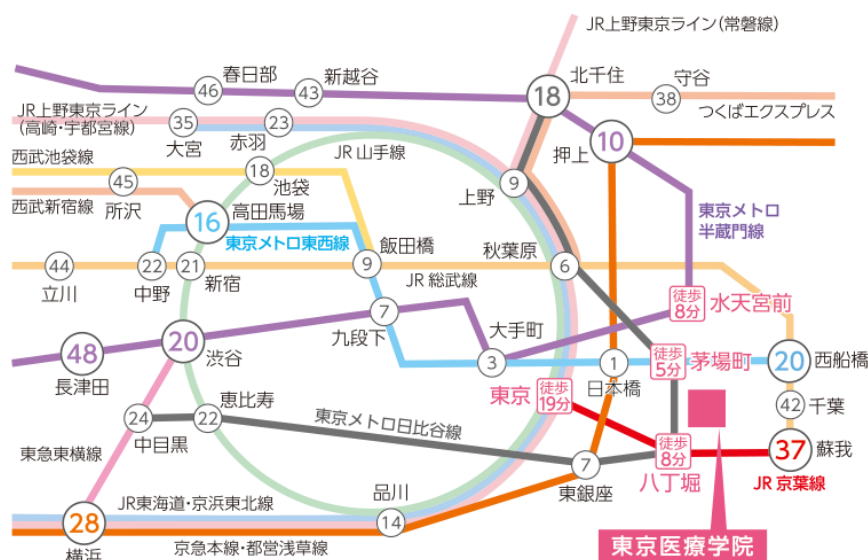 JR上野東京ライン(常磐線)
春日部
新越谷
北千住
守谷
46
43
18
38
つくばエクスプレス
JR上野東京ライン
(高崎・宇都宮線)
35
大宮
23
赤羽
JR山手線
押上
10
西武池袋線
18
池袋
上野
9
45
所沢
西武新宿線
高田馬場
16
東京メトロ東西線
飯田橋
9
秋葉原
6
東京メトロ
半蔵門線
44
立川
22
中野
21
新宿
JR 総武線
7
九段下
大手町
3
徒歩
8分
水天宮前
48
長津田
20
渋谷
1
日本橋
徒歩
5分
茅場町
20
西船橋
東京
徒歩
19分
42
千葉
24
中目黒
22
恵比寿
東京メトロ日比谷線
東急東横線
7
東銀座
徒歩
8分
八丁堀
37
蘇我
JR 京葉線
JR東海道・京浜東北線
品川
14
28
横浜
京急本線・都営浅草線
東京医療学院